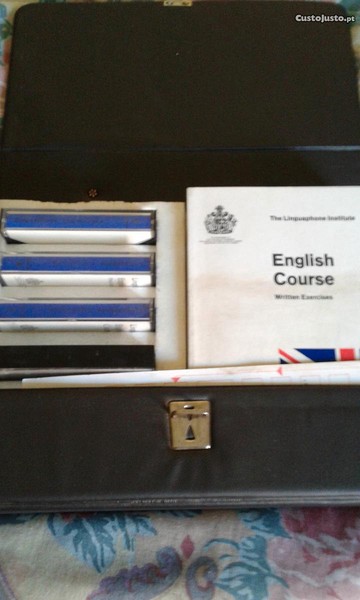 CustoJusto.pt
The Linguaphone Institute
English
Course
Written Exercises